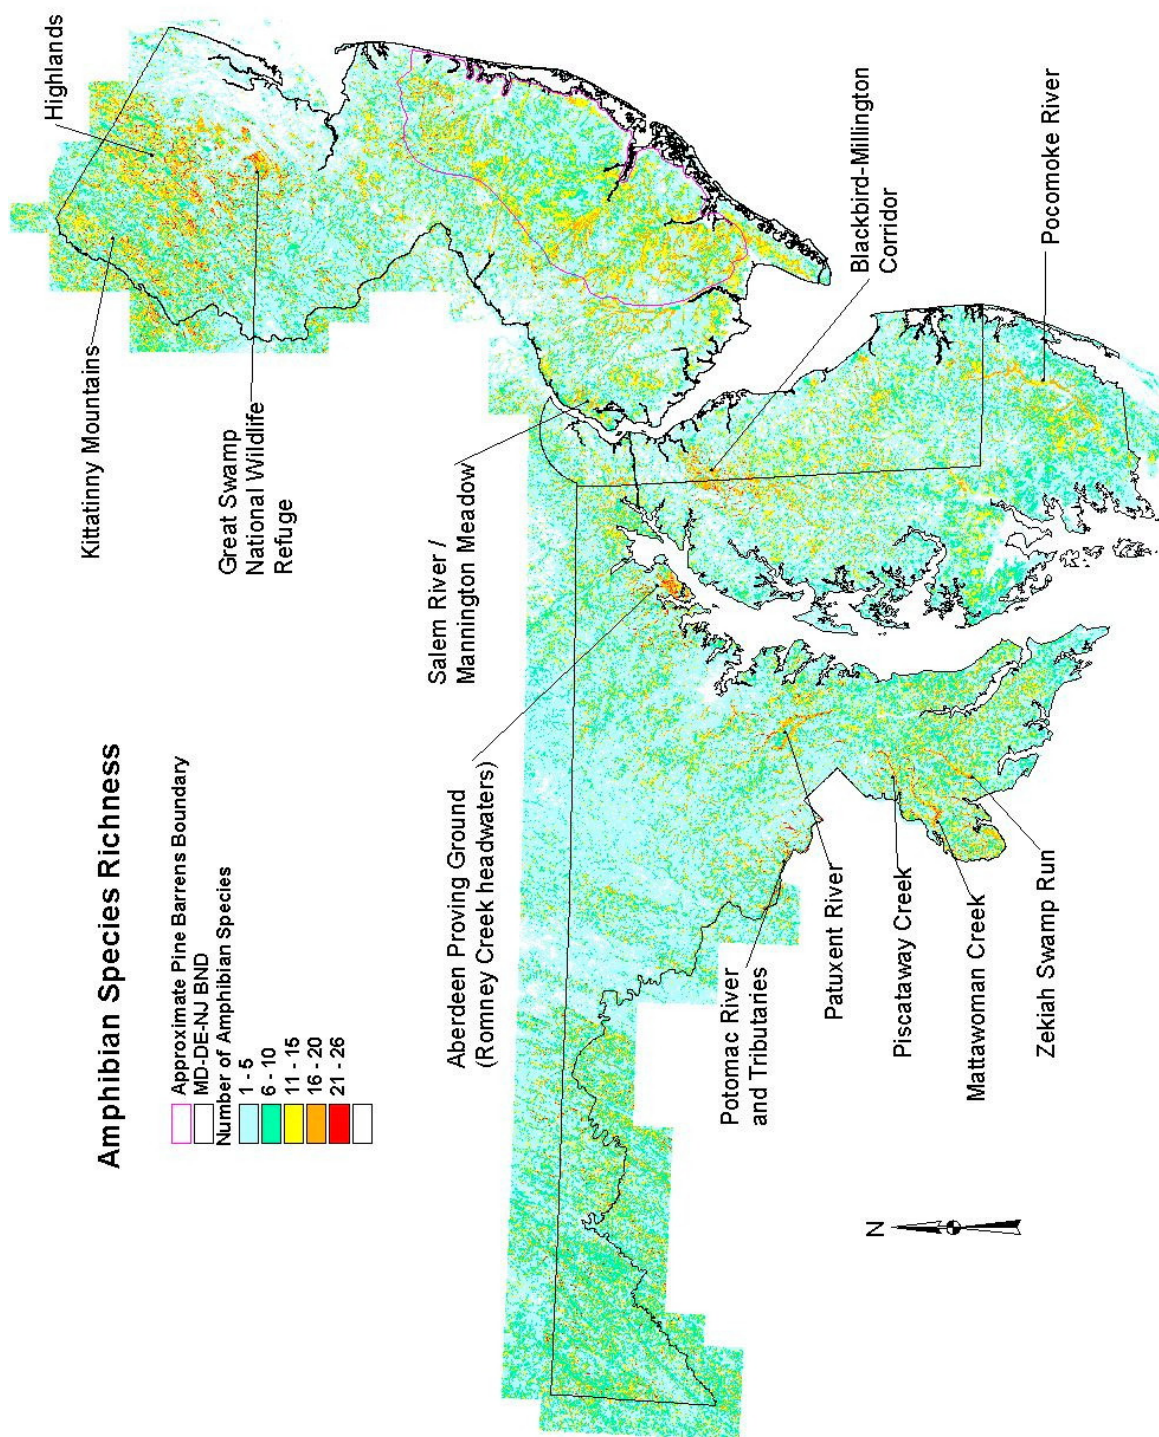 Amphibian Species Richness
Approximate Pine Barrens Boundary
MD-DE-NJ BND
Number of Amphibian Species
1 - 5
6 - 10
11 - 15
16 - 20
21 - 26
Highlands
Kittatinny Mountains
Great Swamp
National Wildlife
Refuge
Salem River /
Mannington Meadow
Aberdeen Proving Ground
(Romney Creek headwaters)
Backbird-Millington
Corridor
Pocomoke River
Potomac River
and Tributaries
Patuxent River
Piscataway Creek
Mattawoman Creek
Zekiah Swamp Run
N